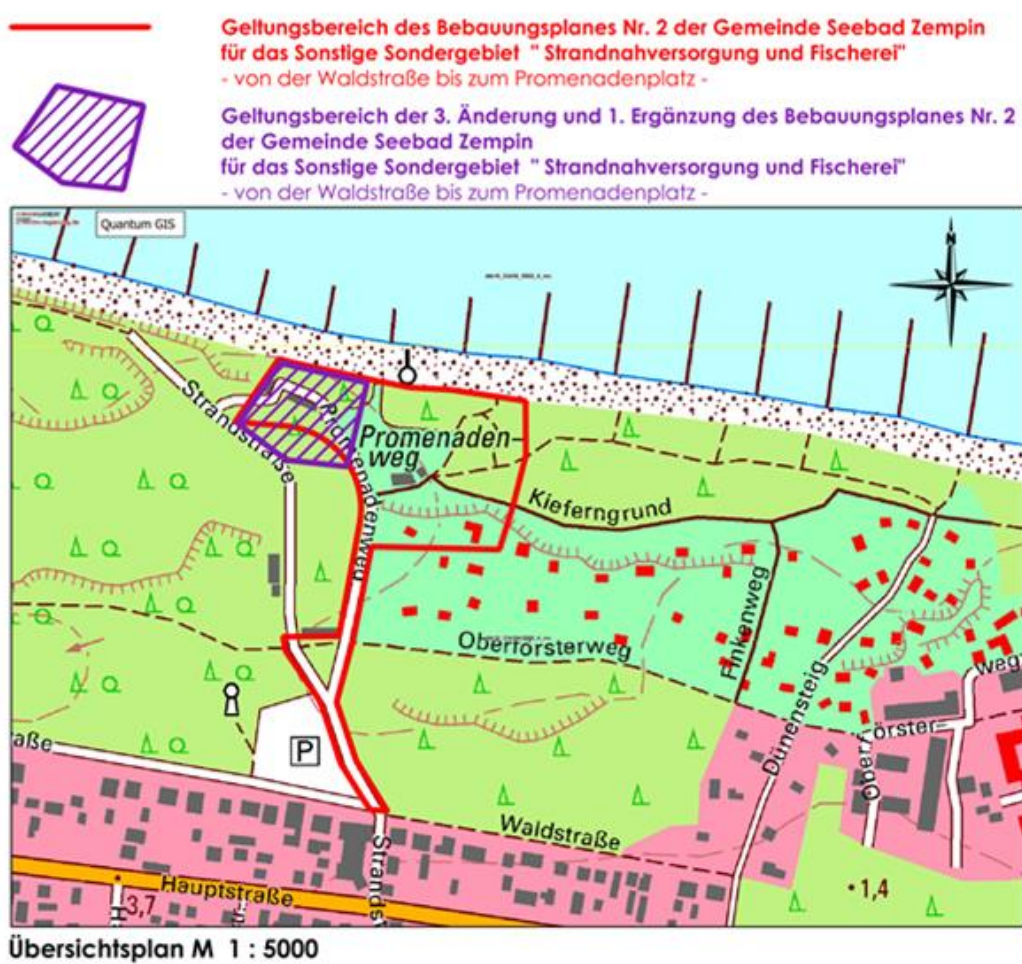 Geltungsbereich des Bebauungsplanes Nr. 2 der Gemeinde Seebad Zempin
für das Sonstige Sondergebiet " Strandnahversorgung und Fischerei"
- von der Waldstraße bis zum Promenadenplatz -
Geltungsbereich der 3. Änderung und 1. Ergänzung des Bebauungsplanes Nr. 2
der Gemeinde Seebad Zempin
für das Sonstige Sondergebiet " Strandnahversorgung und Fischerei"
- von der Waldstraße bis zum Promenadenplatz -
Quantum GIS
N
Strandstraße
Promenadenweg
Promenaden-
weg
Kieferngrund
Oberförsterweg
Finkenweg
Dünensteig
Oberförster-
weg
P
aße
Waldstraße
Hauptstraße
Strands
3,7
H
1,4
Übersichtsplan M 1 : 5000